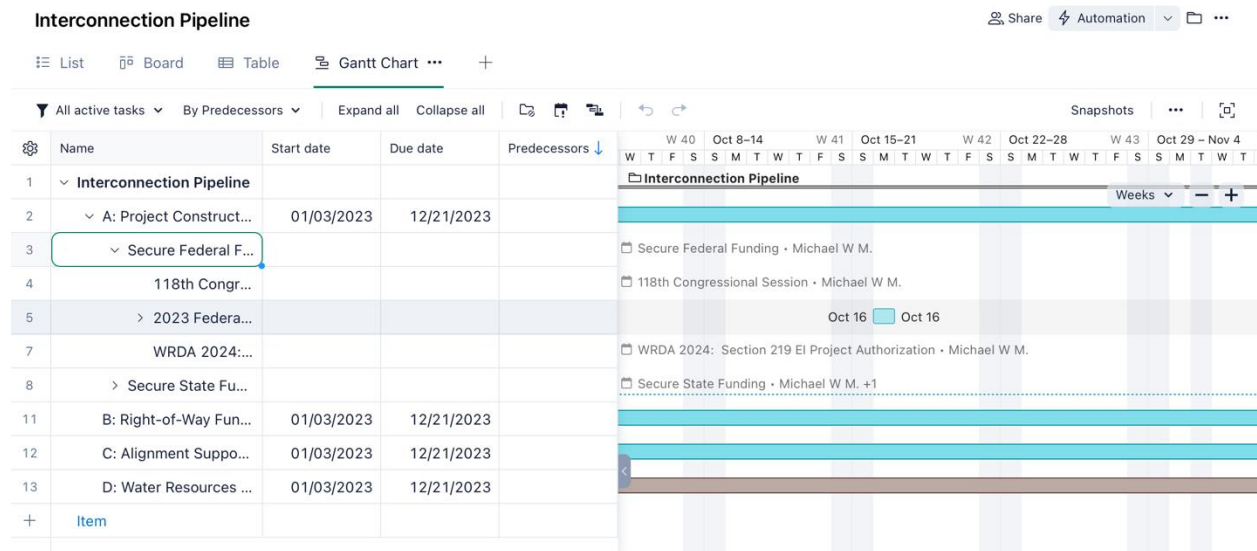 Interconnection Pipeline
Share Automation
List Board Table Gantt Chart
All active tasks By Predecessors Expand all Collapse all Snapshots
Name Start date Due date Predecessors
W 40 Oct 8–14 W 41 Oct 15–21 W 42 Oct 22–28 W 43 Oct 29 – Nov 4
W T F S S M T W T F S S M T W T F S S M T W T F S S M T W T
1 Interconnection Pipeline
Interconnection Pipeline
Weeks
2 A: Project Construct... 01/03/2023 12/21/2023
3 Secure Federal F...
Secure Federal Funding • Michael W M.
4 118th Congr...
118th Congressional Session • Michael W M.
5 2023 Federa...
Oct 16 Oct 16
7 WRDA 2024:...
WRDA 2024: Section 219 EI Project Authorization • Michael W M.
8 Secure State Fu...
Secure State Funding • Michael W M. +1
11 B: Right-of-Way Fun... 01/03/2023 12/21/2023
12 C: Alignment Suppo... 01/03/2023 12/21/2023
13 D: Water Resources ... 01/03/2023 12/21/2023
+ Item